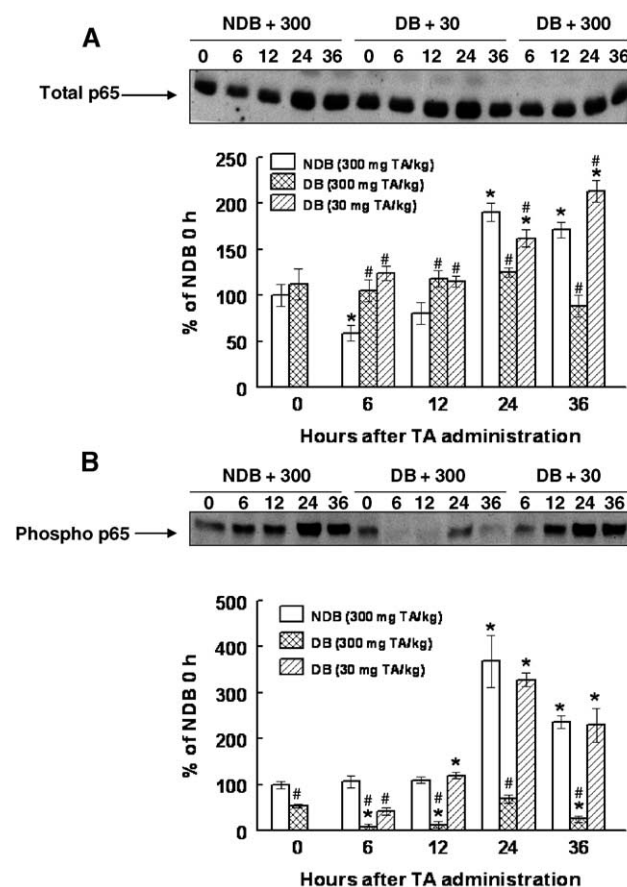 A
NDB + 300 DB + 30 DB + 300
0 6 12 24 36 0 6 12 24 36 6 12 24 36
Total p65
250
200
150
100
50
0
% of NDB 0 h
NDB (300 mg TA/kg)
DB (300 mg TA/kg)
DB (30 mg TA/kg)
* # # # # * # * # * # # *
0 6 12 24 36
Hours after TA administration
B
NDB + 300 DB + 300 DB + 30
0 6 12 24 36 0 6 12 24 36 6 12 24 36
Phospho p65
500
400
300
200
100
0
% of NDB 0 h
NDB (300 mg TA/kg)
DB (300 mg TA/kg)
DB (30 mg TA/kg)
# # * # # * * * # * * # * *
0 6 12 24 36
Hours after TA administration